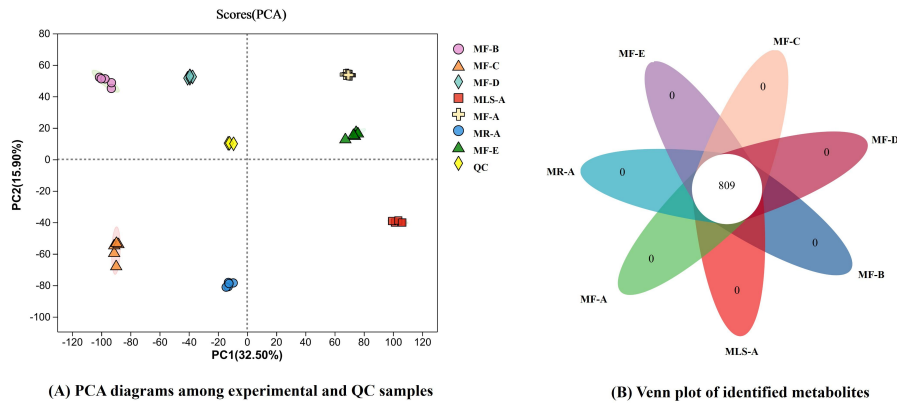 Scores(PCA)
80
60
40
20
0
-20
-40
-60
-80
-100
PC2(15.90%)
-120 -100 -80 -60 -40 -20 0 20 40 60 80 100 120
PC1(32.50%)
MF-B
MF-C
MF-D
MLS-A
MF-A
MR-A
MF-E
QC
(A) PCA diagrams among experimental and QC samples
MF-C
MF-E
0
0
MF-D
0
MR-A
0
809
0
MF-B
0
MF-A
0
MLS-A
(B) Venn plot of identified metabolites